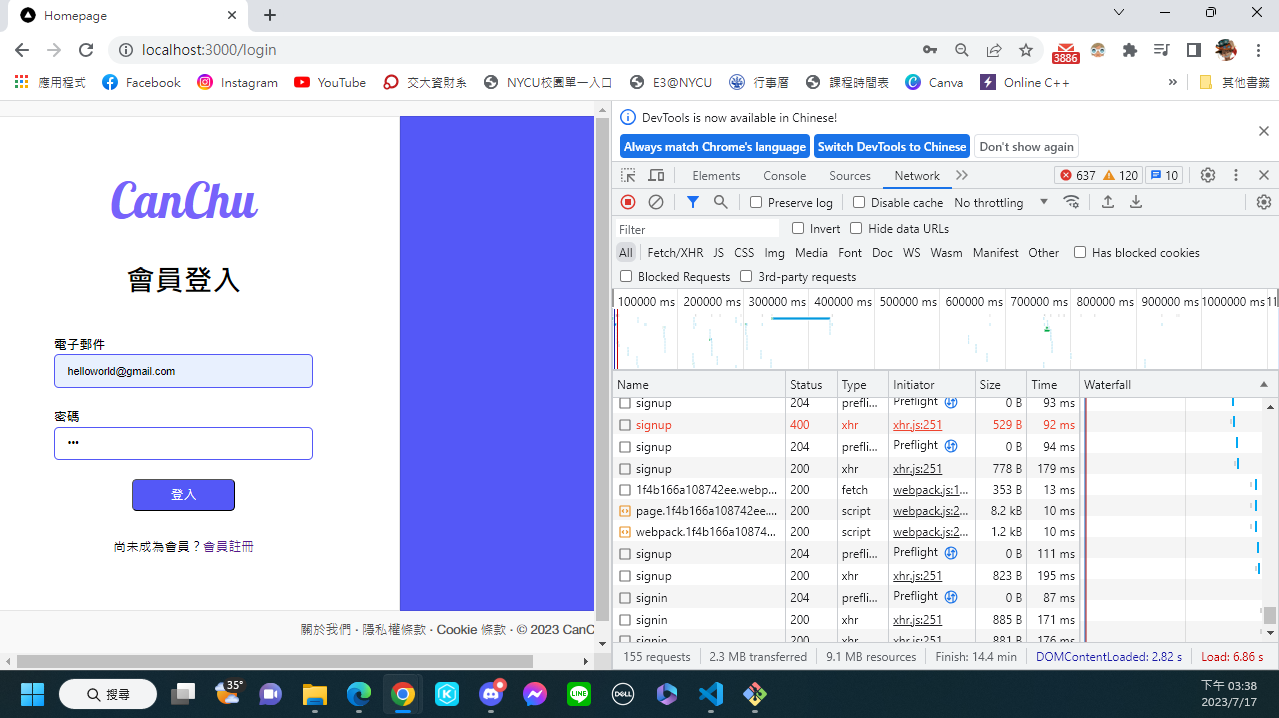 Homepage
localhost:3000/login
3886
應用程式 Facebook Instagram YouTube 交大資財系 NYCU校園單一入口 E3@NYCU 行事曆 課程時間表 Canva Online C++ » 其他書籤
CanChu
會員登入
電子郵件
helloworld@gmail.com
密碼
•••
登入
尚未成為會員？會員註冊
關於我們 · 隱私權條款 · Cookie 條款 · © 2023 CanC
DevTools is now available in Chinese!
Always match Chrome's language Switch DevTools to Chinese Don't show again
Elements Console Sources Network 637 120 10
Preserve log Disable cache No throttling
Filter Invert Hide data URLs
All Fetch/XHR JS CSS Img Media Font Doc WS Wasm Manifest Other Has blocked cookies
Blocked Requests 3rd-party requests
100000 ms 200000 ms 300000 ms 400000 ms 500000 ms 600000 ms 700000 ms 800000 ms 900000 ms 1000000 ms 11
Name Status Type Initiator Size Time Waterfall
signup 204 prefli... Preflight 0 B 93 ms
signup 400 xhr xhr.js:251 529 B 92 ms
signup 204 prefli... Preflight 0 B 94 ms
signup 200 xhr xhr.js:251 778 B 179 ms
1f4b166a108742ee.webp... 200 fetch webpack.js:1... 353 B 13 ms
page.1f4b166a108742ee.... 200 script webpack.js:2... 8.2 kB 10 ms
webpack.1f4b166a10874... 200 script webpack.js:2... 1.2 kB 10 ms
signup 204 prefli... Preflight 0 B 111 ms
signup 200 xhr xhr.js:251 823 B 195 ms
signin 204 prefli... Preflight 0 B 87 ms
signin 200 xhr xhr.js:251 885 B 171 ms
signin 200 xhr xhr.js:251 881 B 176 ms
155 requests 2.3 MB transferred 9.1 MB resources Finish: 14.4 min DOMContentLoaded: 2.82 s Load: 6.86 s
搜尋 35° DELL LINE
下午 03:38
2023/7/17